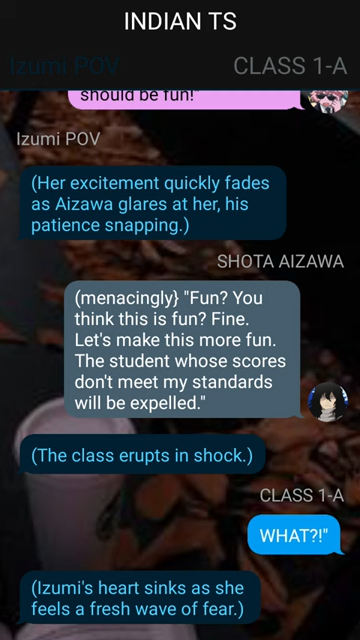 INDIAN TS
Izumi POV
CLASS 1-A
should be fun!"
Izumi POV
(Her excitement quickly fades
as Aizawa glares at her, his
patience snapping.)
SHOTA AIZAWA
(menacingly} "Fun? You
think this is fun? Fine.
Let's make this more fun.
The student whose scores
don't meet my standards
will be expelled."
(The class erupts in shock.)
CLASS 1-A
WHAT?!"
(Izumi's heart sinks as she
feels a fresh wave of fear.)